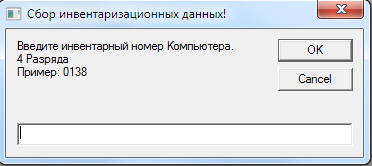 Сбор инвентаризационных данных!
Введите инвентарный номер Компьютера.
4 Разряда
Пример: 0138
OK
Cancel